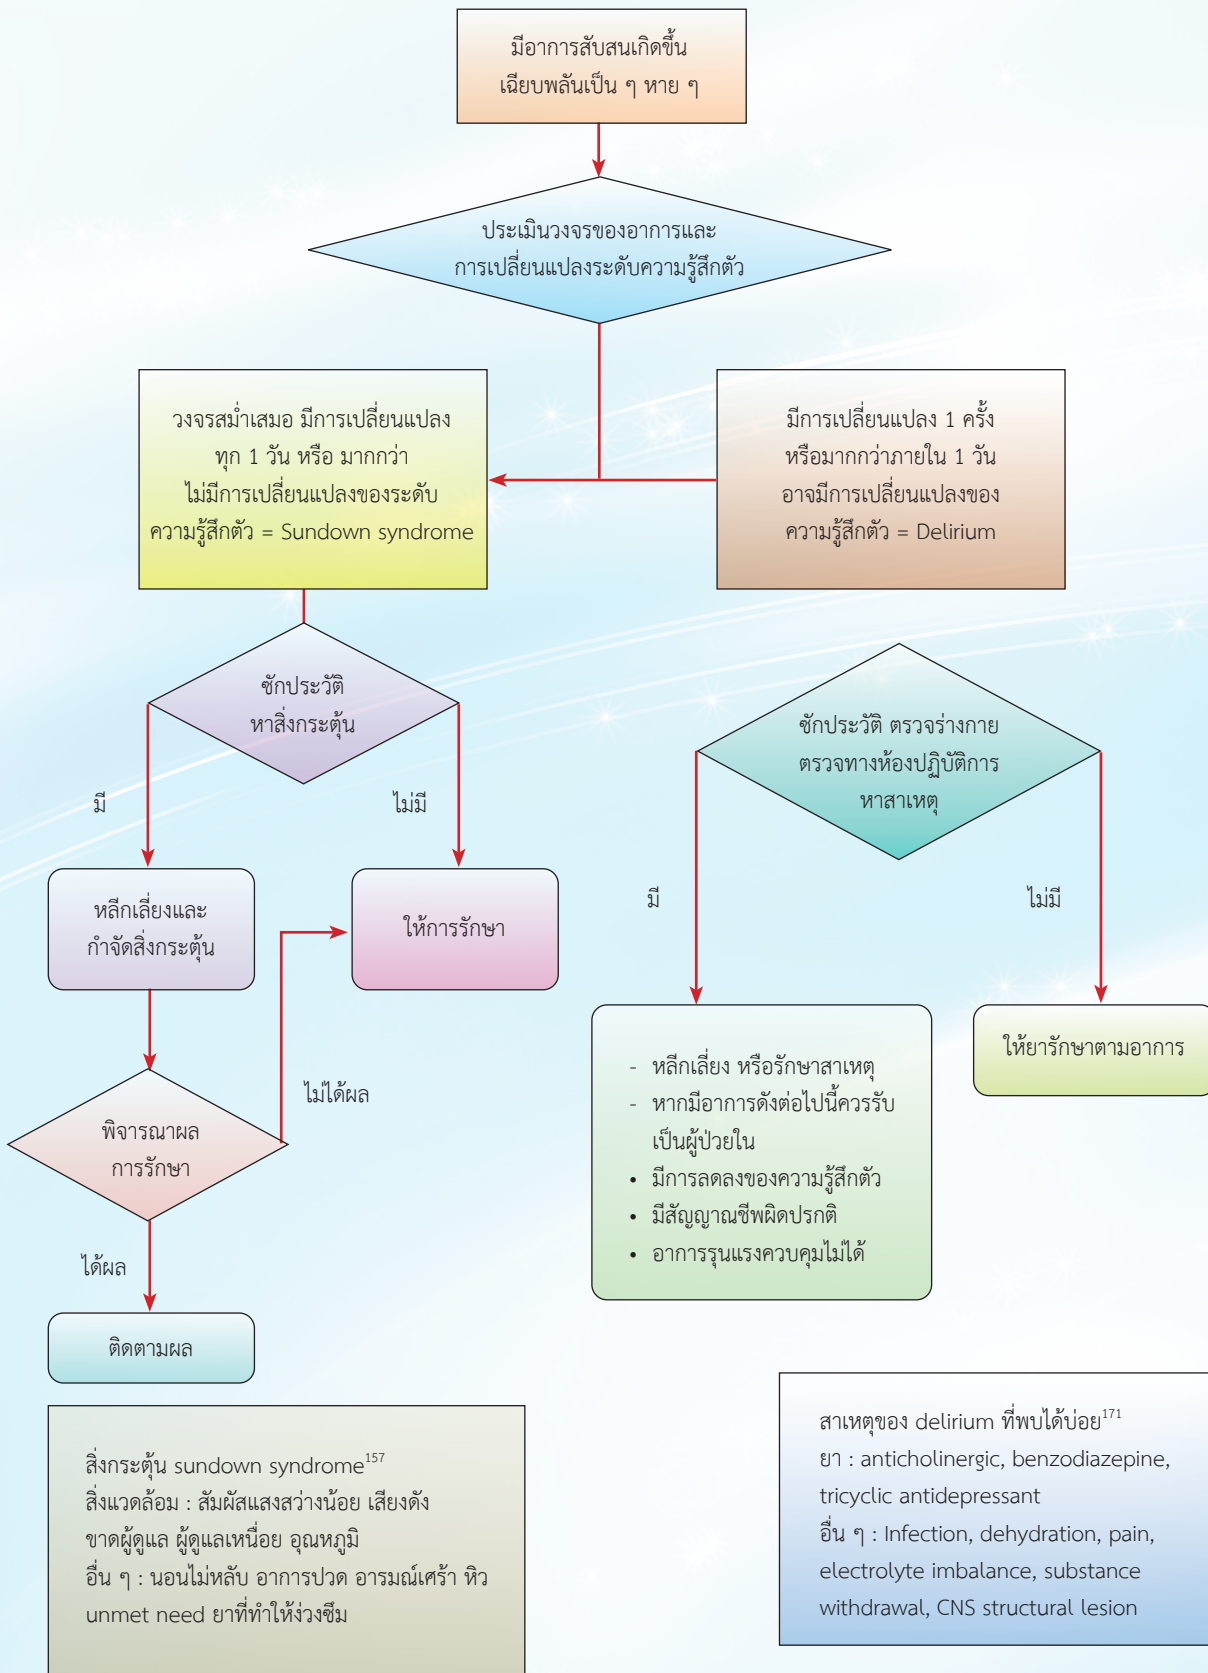 มีอาการสับสนเกิดขึ้น
เฉียบพลันเป็น ๆ หาย ๆ
ประเมินวงจรของอาการและ
การเปลี่ยนแปลงระดับความรู้สึกตัว
วงจรสม่ำเสมอ มีการเปลี่ยนแปลง
ทุก 1 วัน หรือ มากกว่า
ไม่มีการเปลี่ยนแปลงของระดับ
ความรู้สึกตัว = Sundown syndrome
มีการเปลี่ยนแปลง 1 ครั้ง
หรือมากกว่าภายใน 1 วัน
อาจมีการเปลี่ยนแปลงของ
ความรู้สึกตัว = Delirium
ซักประวัติ
หาสิ่งกระตุ้น
มี
ไม่มี
หลีกเลี่ยงและ
กำจัดสิ่งกระตุ้น
ให้การรักษา
พิจารณาผล
การรักษา
ไม่ได้ผล
ได้ผล
ติดตามผล
ซักประวัติ ตรวจร่างกาย
ตรวจทางห้องปฏิบัติการ
หาสาเหตุ
มี
ไม่มี
- หลีกเลี่ยง หรือรักษาสาเหตุ
- หากมีอาการดังต่อไปนี้ควรรับ
เป็นผู้ป่วยใน
• มีการลดลงของความรู้สึกตัว
• มีสัญญาณชีพผิดปรกติ
• อาการรุนแรงควบคุมไม่ได้
ให้ยารักษาตามอาการ
สิ่งกระตุ้น sundown syndrome157
สิ่งแวดล้อม : สัมผัสแสงสว่างน้อย เสียงดัง
ขาดผู้ดูแล ผู้ดูแลเหนื่อย อุณหภูมิ
อื่น ๆ : นอนไม่หลับ อาการปวด อารมณ์เศร้า หิว
unmet need ยาที่ทำให้ง่วงซึม
สาเหตุของ delirium ที่พบได้บ่อย171
ยา : anticholinergic, benzodiazepine,
tricyclic antidepressant
อื่น ๆ : Infection, dehydration, pain,
electrolyte imbalance, substance
withdrawal, CNS structural lesion